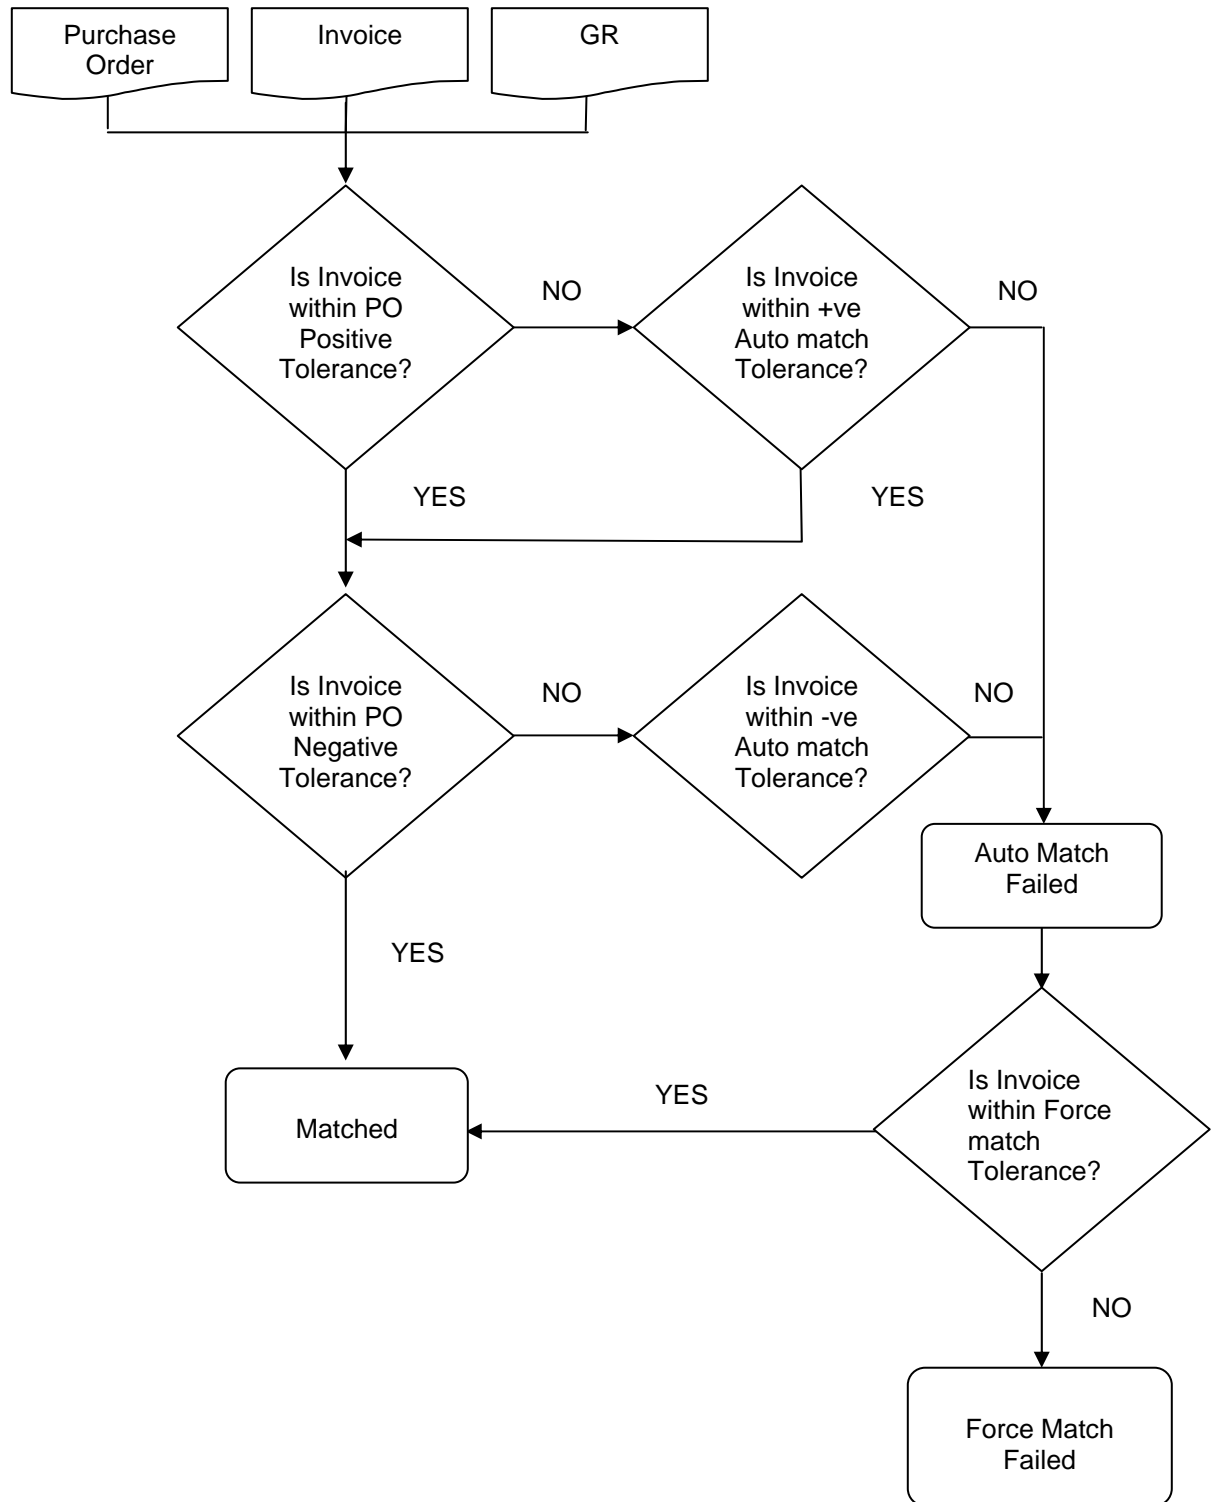 Purchase
Order
Invoice
GR
Is Invoice
within PO
Positive
Tolerance?
NO
Is Invoice
within +ve
Auto match
Tolerance?
NO
YES
YES
Is Invoice
within PO
Negative
Tolerance?
NO
Is Invoice
within -ve
Auto match
Tolerance?
NO
Auto Match
Failed
YES
Matched
YES
Is Invoice
within Force
match
Tolerance?
NO
Force Match
Failed